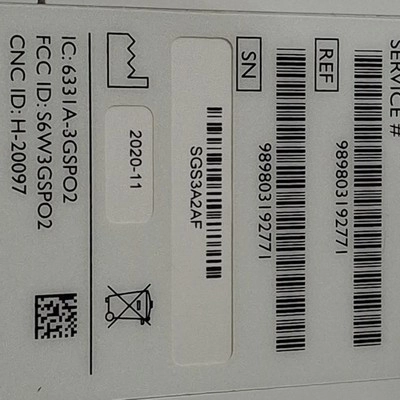 SERVICE #
989803192771
REF
989803192771
SN
SGS3A2AF
2020-11
IC: 6331A-3GSPO2
FCC ID: S6W3GSPO2
CNC ID: H-20097